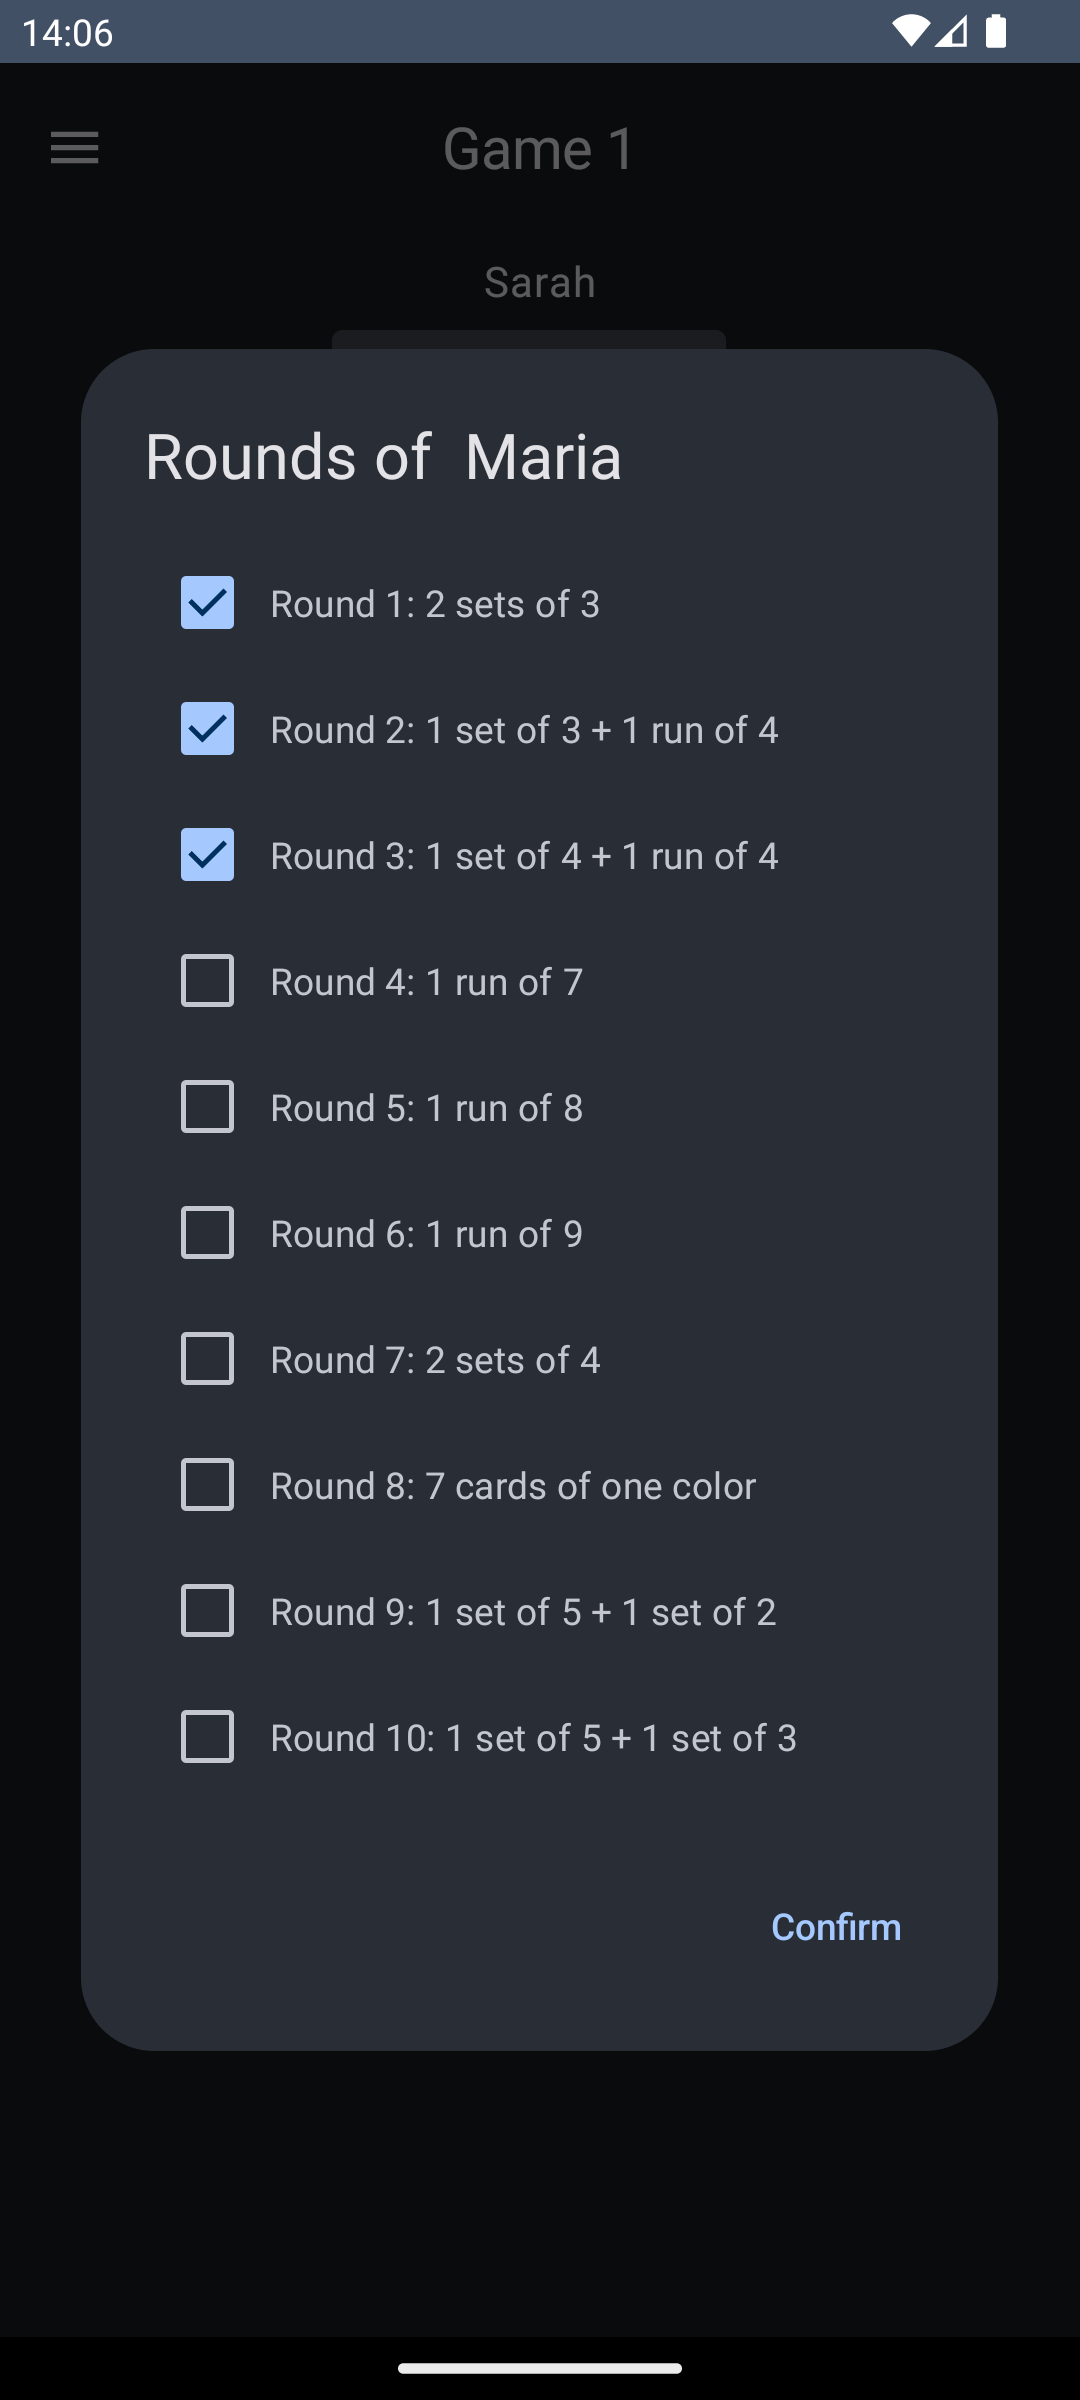 14:06
Game 1
Sarah
Rounds of  Maria
Round 1: 2 sets of 3
Round 2: 1 set of 3 + 1 run of 4
Round 3: 1 set of 4 + 1 run of 4
Round 4: 1 run of 7
Round 5: 1 run of 8
Round 6: 1 run of 9
Round 7: 2 sets of 4
Round 8: 7 cards of one color
Round 9: 1 set of 5 + 1 set of 2
Round 10: 1 set of 5 + 1 set of 3
Confirm